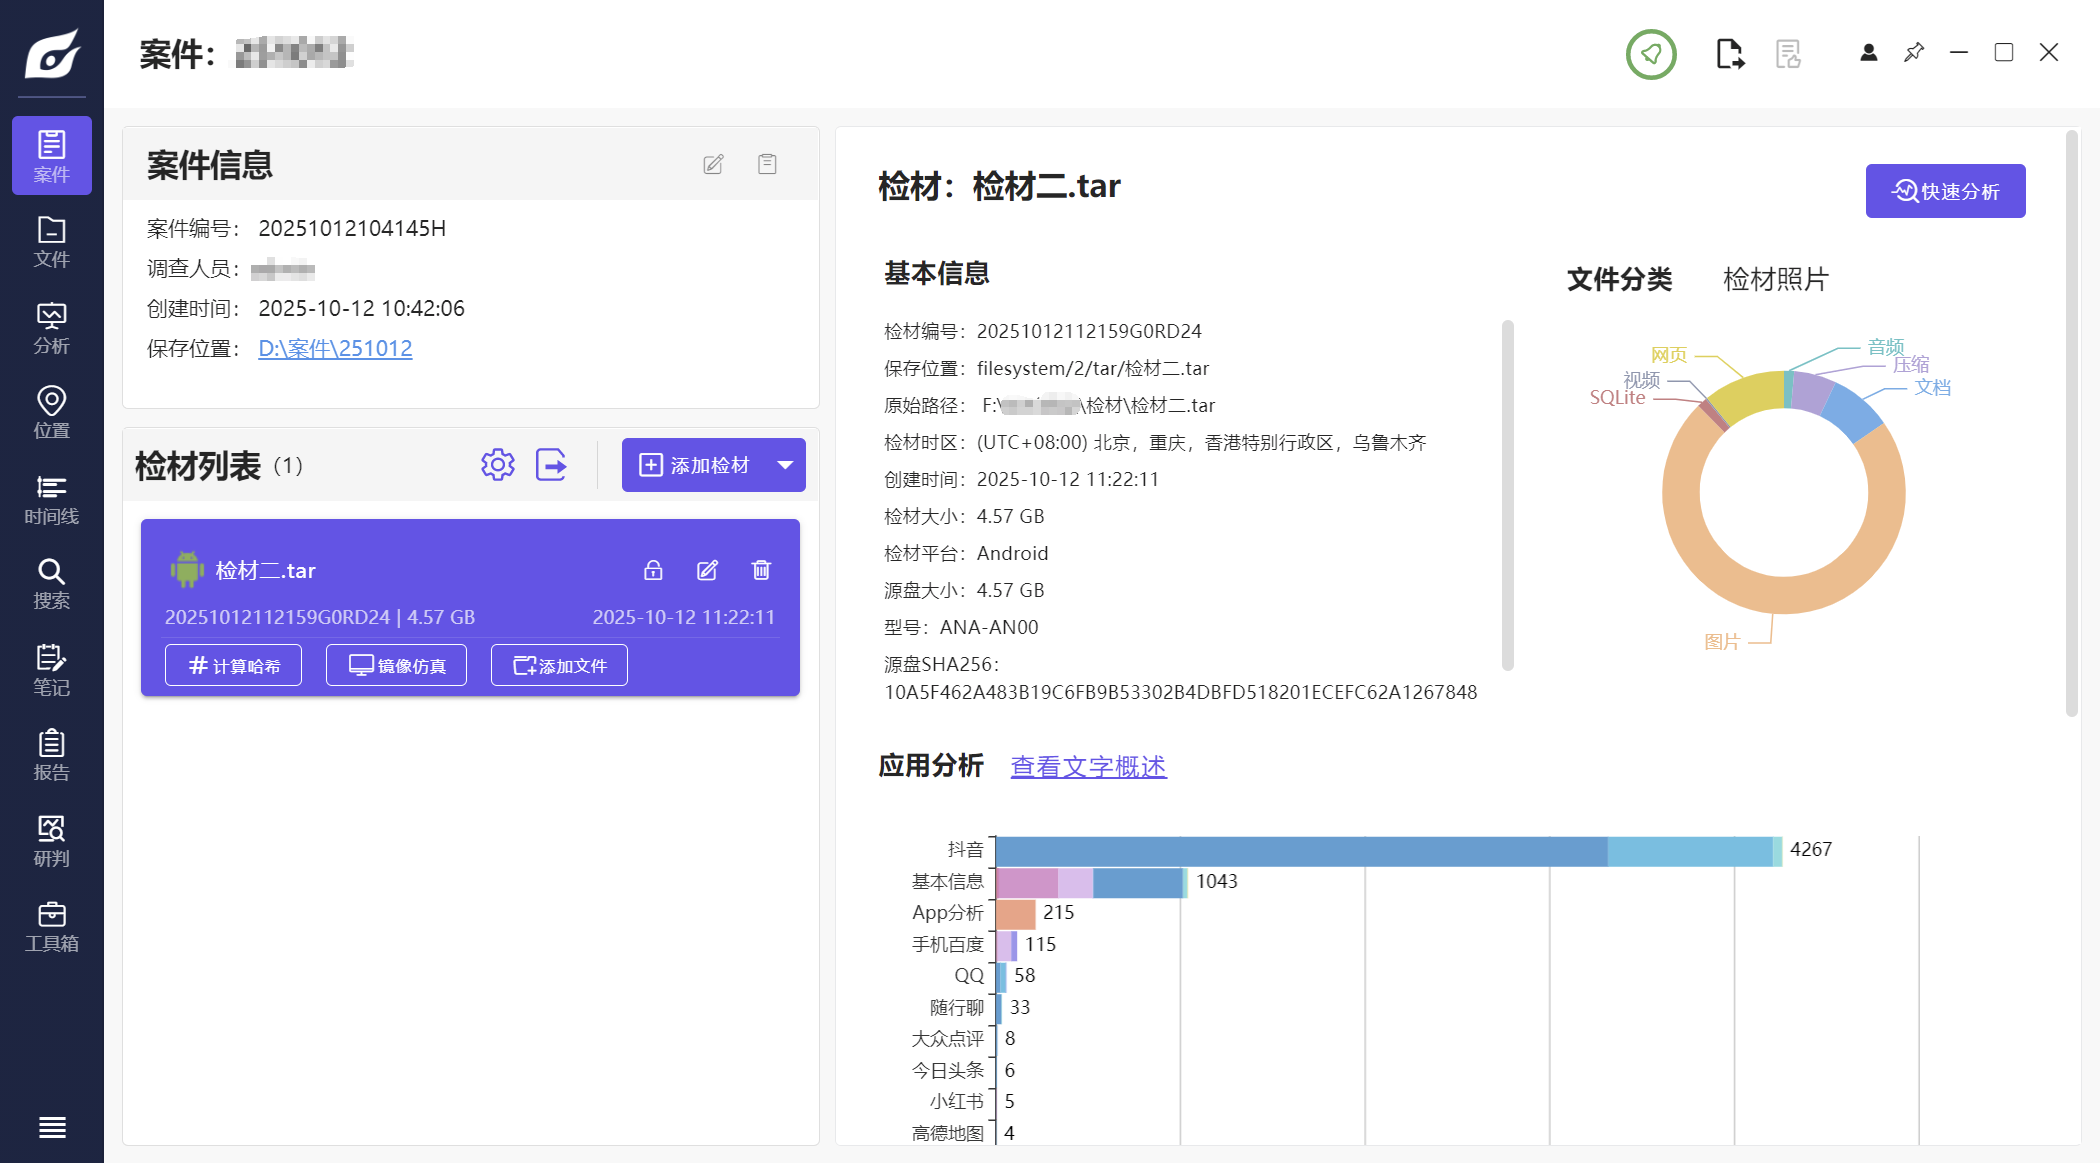 案件：
案件
文件
分析
位置
时间线
搜索
笔记
报告
研判
工具箱
案件信息
案件编号： 20251012104145H
调查人员：
创建时间： 2025-10-12 10:42:06
保存位置： D:\案件\251012
检材列表（1）
添加检材
检材二.tar
20251012112159G0RD24 | 4.57 GB
2025-10-12 11:22:11
计算哈希
镜像仿真
添加文件
检材：检材二.tar
快速分析
基本信息
检材编号：20251012112159G0RD24
保存位置：filesystem/2/tar/检材二.tar
原始路径： F:\ \检材\检材二.tar
检材时区：(UTC+08:00) 北京，重庆，香港特别行政区，乌鲁木齐
创建时间：2025-10-12 11:22:11
检材大小：4.57 GB
检材平台：Android
源盘大小：4.57 GB
型号：ANA-AN00
源盘SHA256：
10A5F462A483B19C6FB9B53302B4DBFD518201ECEFC62A1267848
文件分类
检材照片
网页
视频
SQLite
音频
压缩
文档
图片
应用分析
查看文字概述
抖音 4267
基本信息 1043
App分析 215
手机百度 115
QQ 58
随行聊 33
大众点评 8
今日头条 6
小红书 5
高德地图 4